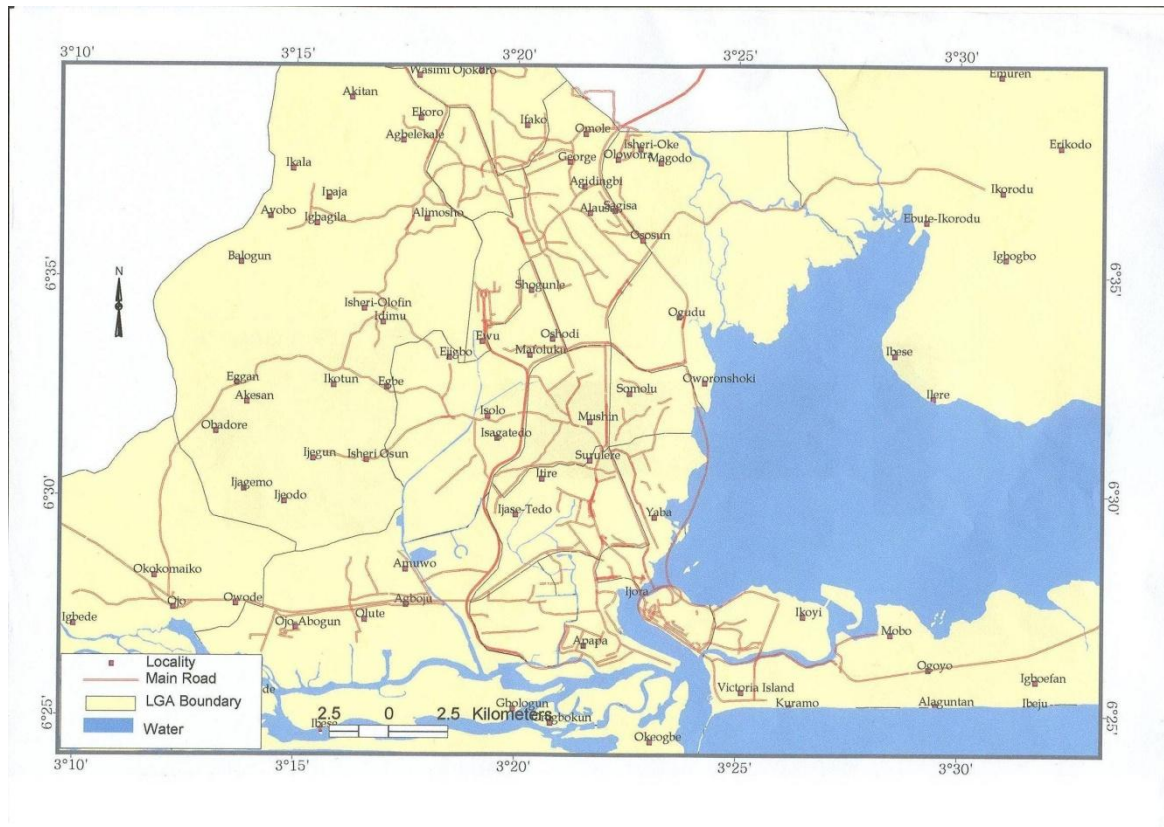 3°10'
3°15'
3°20'
3°25'
3°30'
Wasimi Ojokoro
Emuren
Akitan
Ekoro
Ifako
Omole
Agbelekale
Isheri-Oke
Erikodo
George
Olowoira
Magodo
Ikala
Agidingbi
Ipaja
Ikorodu
Ayobo
Igbagila
Alimosho
Alausa
Sagisa
Ebute-Ikorodu
Ososun
Balogun
Igbogbo
N
6°35'
6°35'
Shogunle
Isheri-Olofin
Idimu
Ogudu
Ewu
Oshodi
Ejigbo
Mafoluku
Ibese
Eggan
Ikotun
Egbe
Oworonshoki
Akesan
Somolu
Ilere
Isolo
Mushin
Obadore
Isagatedo
Ijegun
Isheri Osun
Surulere
Itire
Ijagemo
Ijeodo
6°30'
6°30'
Ijase-Tedo
Yaba
Okokomaiko
Amuwo
Ojo
Owode
Agboju
Ijora
Igbede
Ojo Abogun
Olute
Ikoyi
Mobo
Apapa
Ogoyo
Locality
Main Road
LGA Boundary
Water
de
Victoria Island
Igboefan
6°25'
6°25'
Gbologun
Kuramo
Alaguntan
Ibeju
2.5 0 2.5 Kilometers
Ibese
Okeogbe
3°10'
3°15'
3°20'
3°25'
3°30'